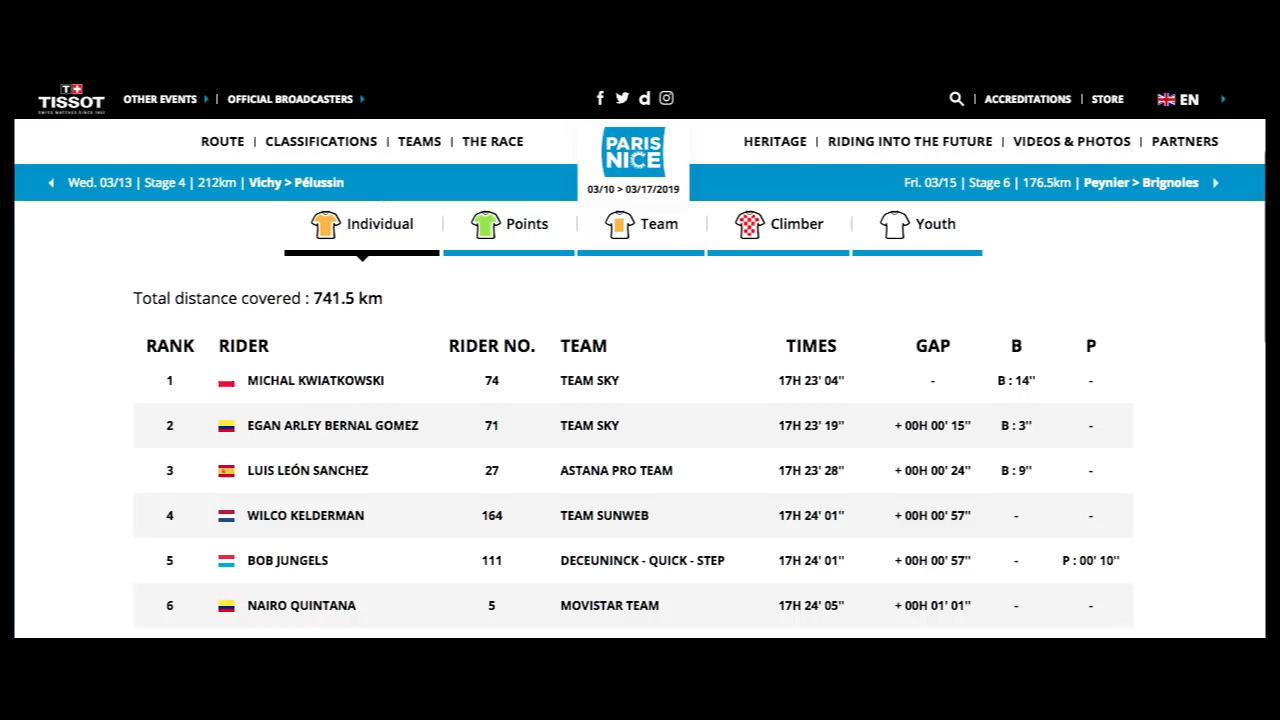 TISSOT
SWISS WATCHES SINCE 1853
OTHER EVENTS | OFFICIAL BROADCASTERS
ACCREDITATIONS | STORE EN
ROUTE | CLASSIFICATIONS | TEAMS | THE RACE
PARIS
NICE
HERITAGE | RIDING INTO THE FUTURE | VIDEOS & PHOTOS | PARTNERS
Wed. 03/13 | Stage 4 | 212km | Vichy > Pélussin
03/10 > 03/17/2019
Fri. 03/15 | Stage 6 | 176.5km | Peynier > Brignoles
Individual | Points | Team | Climber | Youth
Total distance covered : 741.5 km
RANK RIDER RIDER NO. TEAM TIMES GAP B P
1 MICHAL KWIATKOWSKI 74 TEAM SKY 17H 23' 04'' - B : 14'' -
2 EGAN ARLEY BERNAL GOMEZ 71 TEAM SKY 17H 23' 19'' + 00H 00' 15'' B : 3'' -
3 LUIS LEÓN SANCHEZ 27 ASTANA PRO TEAM 17H 23' 28'' + 00H 00' 24'' B : 9'' -
4 WILCO KELDERMAN 164 TEAM SUNWEB 17H 24' 01'' + 00H 00' 57'' - -
5 BOB JUNGELS 111 DECEUNINCK - QUICK - STEP 17H 24' 01'' + 00H 00' 57'' - P : 00' 10''
6 NAIRO QUINTANA 5 MOVISTAR TEAM 17H 24' 05'' + 00H 01' 01'' - -